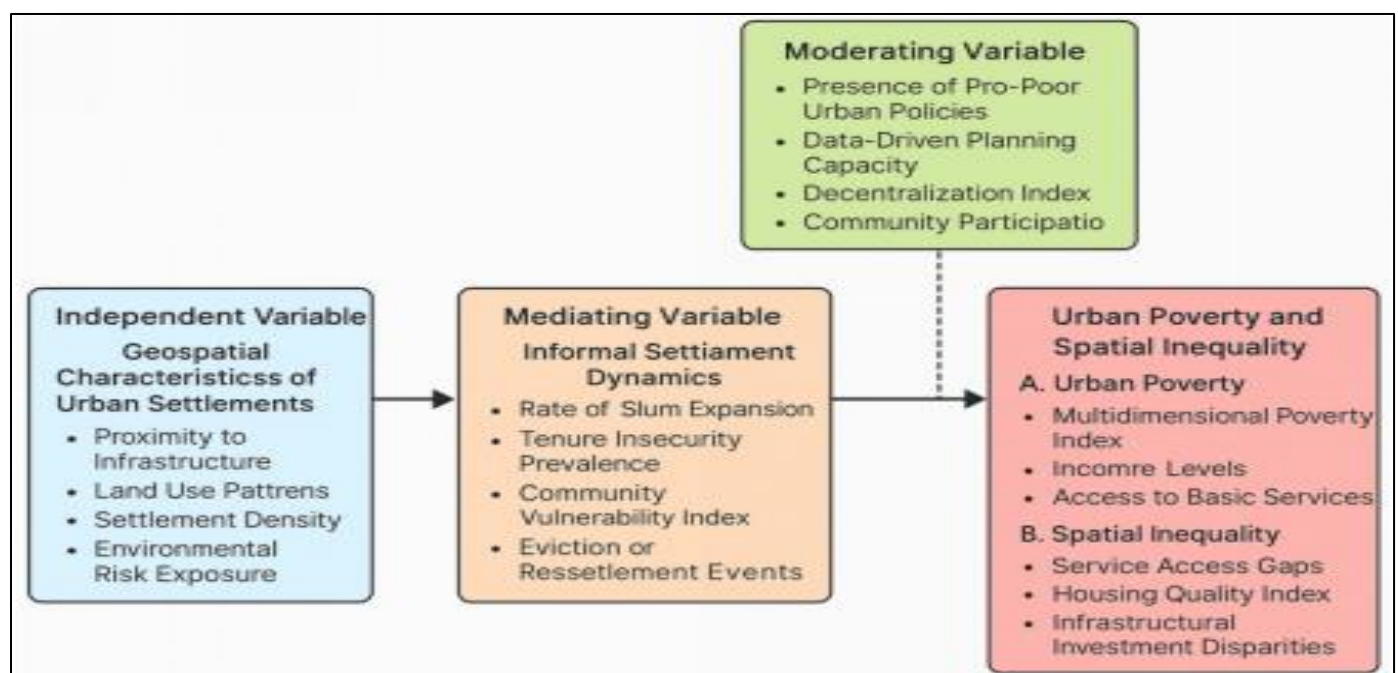 Moderating Variable
• Presence of Pro-Poor
Urban Policies
• Data-Driven Planning
Capacity
• Decentralization Index
• Community Participatio
Independent Variable
Geospatial
Characteristicss of
Urban Settlements
• Proximity to
Infrastructure
• Land Use Pattrens
• Settlement Density
• Environmental
Risk Exposure
Mediating Variable
Informal Settiament
Dynamics
• Rate of Slum Expansion
• Tenure Insecurity
Prevalence
• Community
Vulnerability Index
• Eviction or
Ressetlement Events
Urban Poverty and
Spatial Inequality
A. Urban Poverty
• Multidimensional Poverty
Index
• Incomre Levels
• Access to Basic Services
B. Spatial Inequality
• Service Access Gaps
• Housing Quality Index
• Infrastructural
Investment Disparities